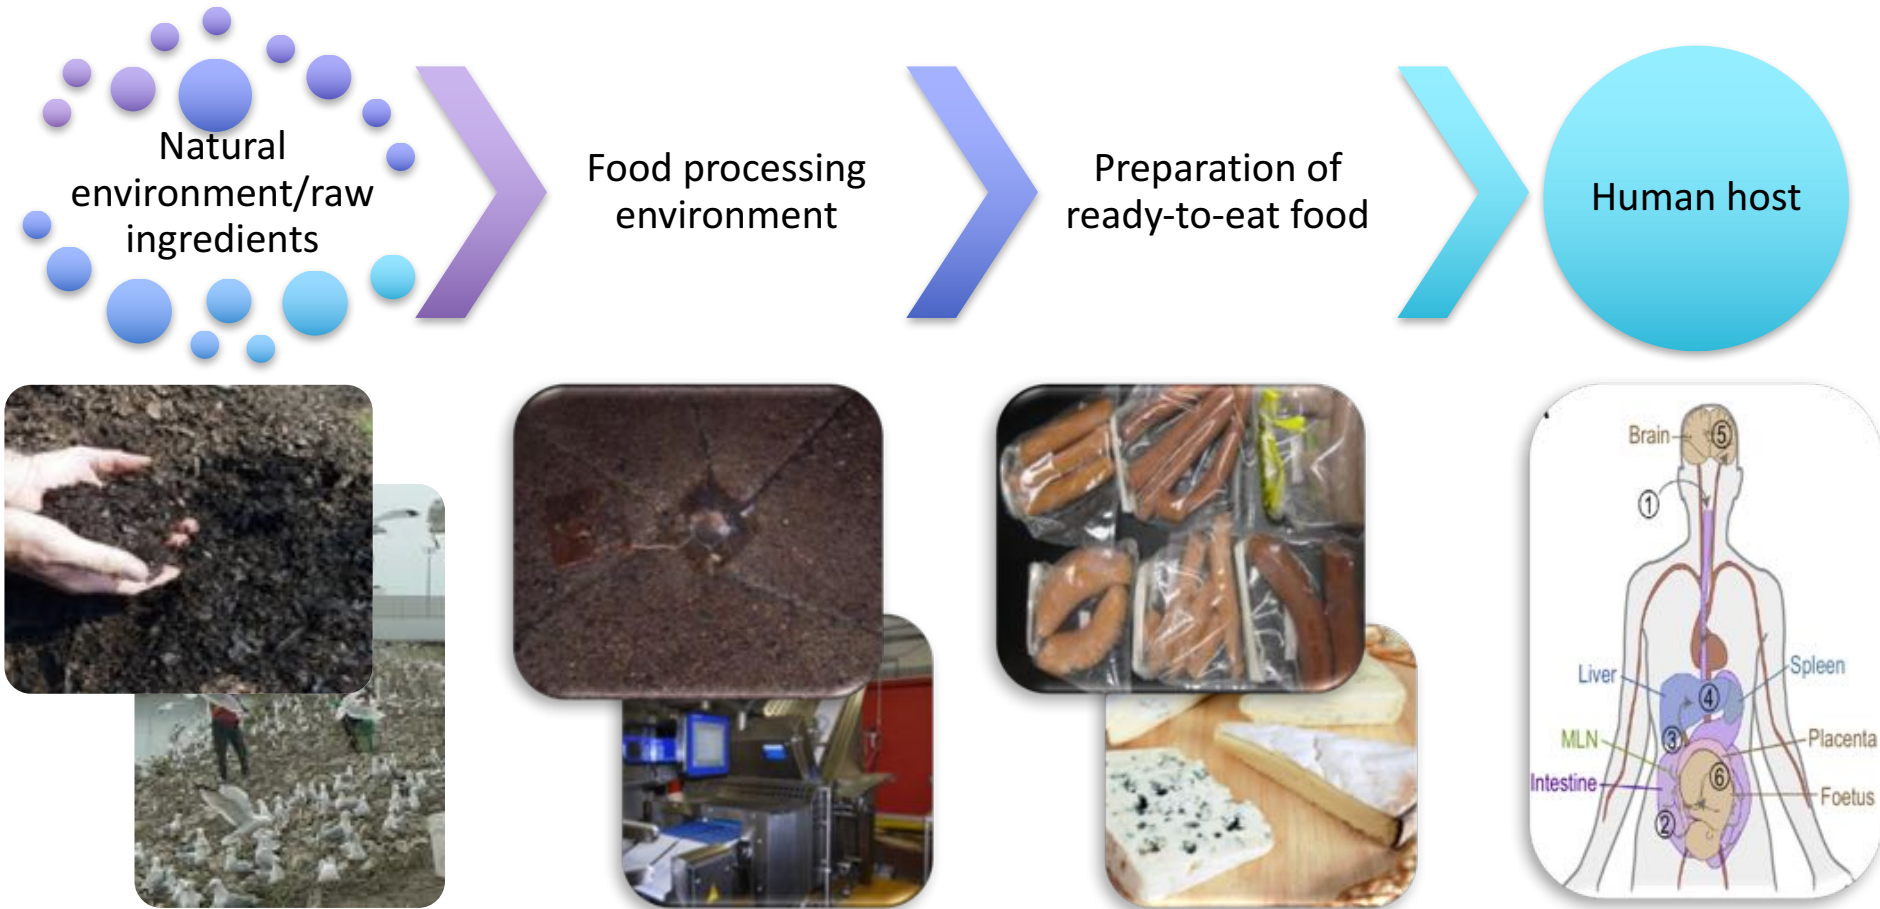 Natural
environment/raw
ingredients
Food processing
environment
Preparation of
ready-to-eat food
Human host
Brain
⑤
①
Liver
④
Spleen
MLN
③
Placenta
Intestine
⑥
Foetus
②